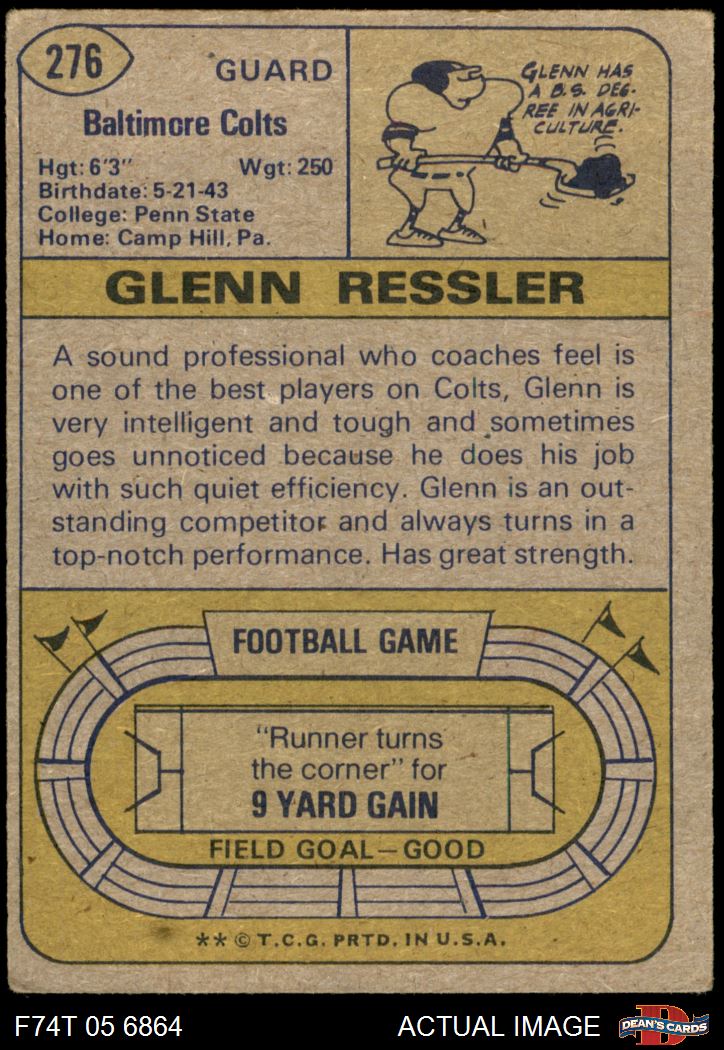 276
GUARD
Baltimore Colts
Hgt: 6'3" Wgt: 250
Birthdate: 5-21-43
College: Penn State
Home: Camp Hill, Pa.
GLENN HAS
A B.S. DEG-
REE IN AGRI-
CULTURE.
GLENN RESSLER
A sound professional who coaches feel is
one of the best players on Colts, Glenn is
very intelligent and tough and sometimes
goes unnoticed because he does his job
with such quiet efficiency. Glenn is an out-
standing competitor and always turns in a
top-notch performance. Has great strength.
FOOTBALL GAME
"Runner turns
the corner" for
9 YARD GAIN
FIELD GOAL—GOOD
** © T.C.G. PRTD. IN U.S.A.
F74T 05 6864 ACTUAL IMAGE
D
DEAN'S CARDS